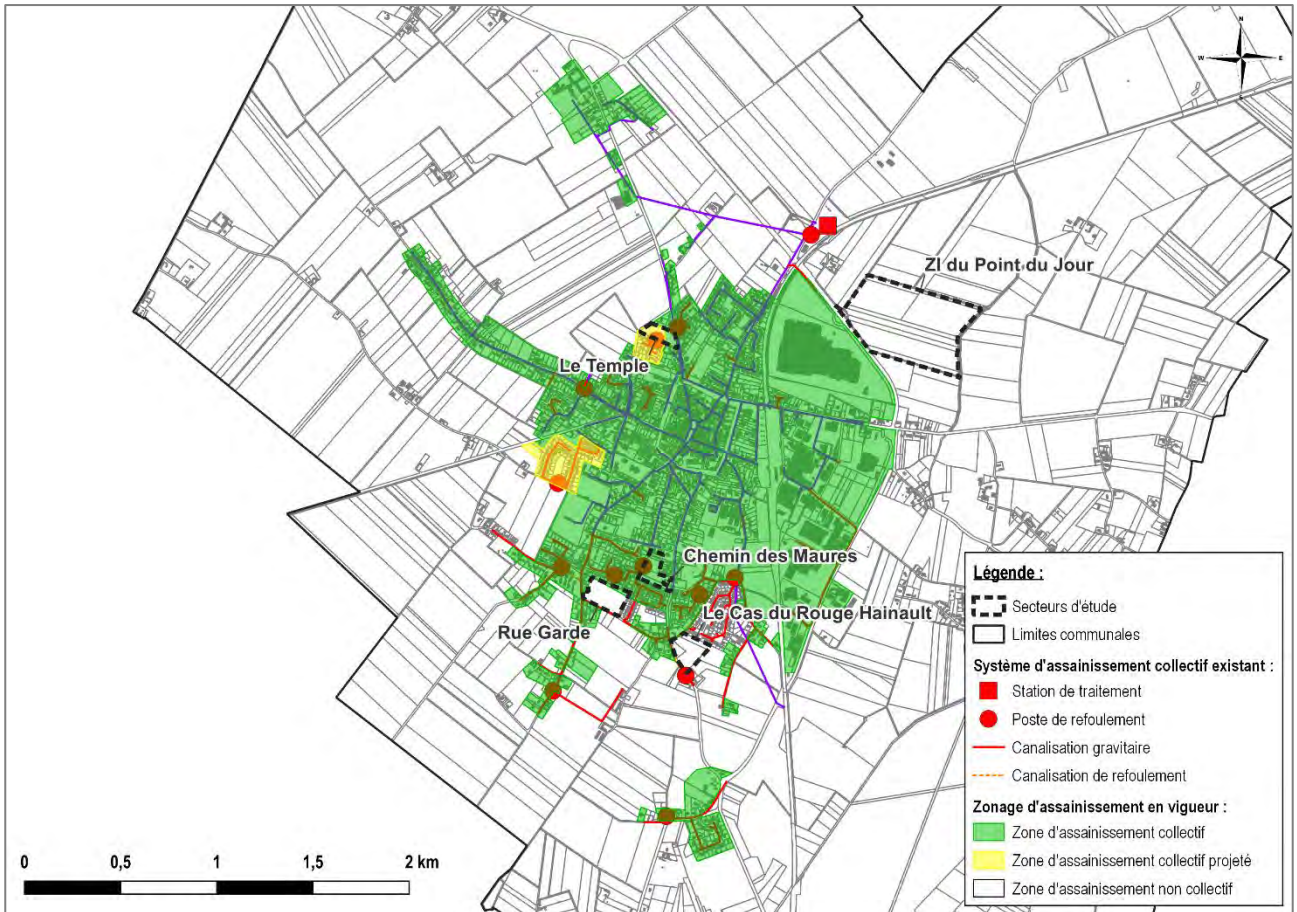 N
W
E
S
ZI du Point du Jour
Le Temple
Chemin des Maures
Le Cas du Rouge Hainault
Rue Garde
Légende :
Secteurs d'étude
Limites communales
Système d'assainissement collectif existant :
Station de traitement
Poste de refoulement
Canalisation gravitaire
Canalisation de refoulement
Zonage d'assainissement en vigueur :
Zone d'assainissement collectif
Zone d'assainissement collectif projeté
Zone d'assainissement non collectif
0 0,5 1 1,5 2 km